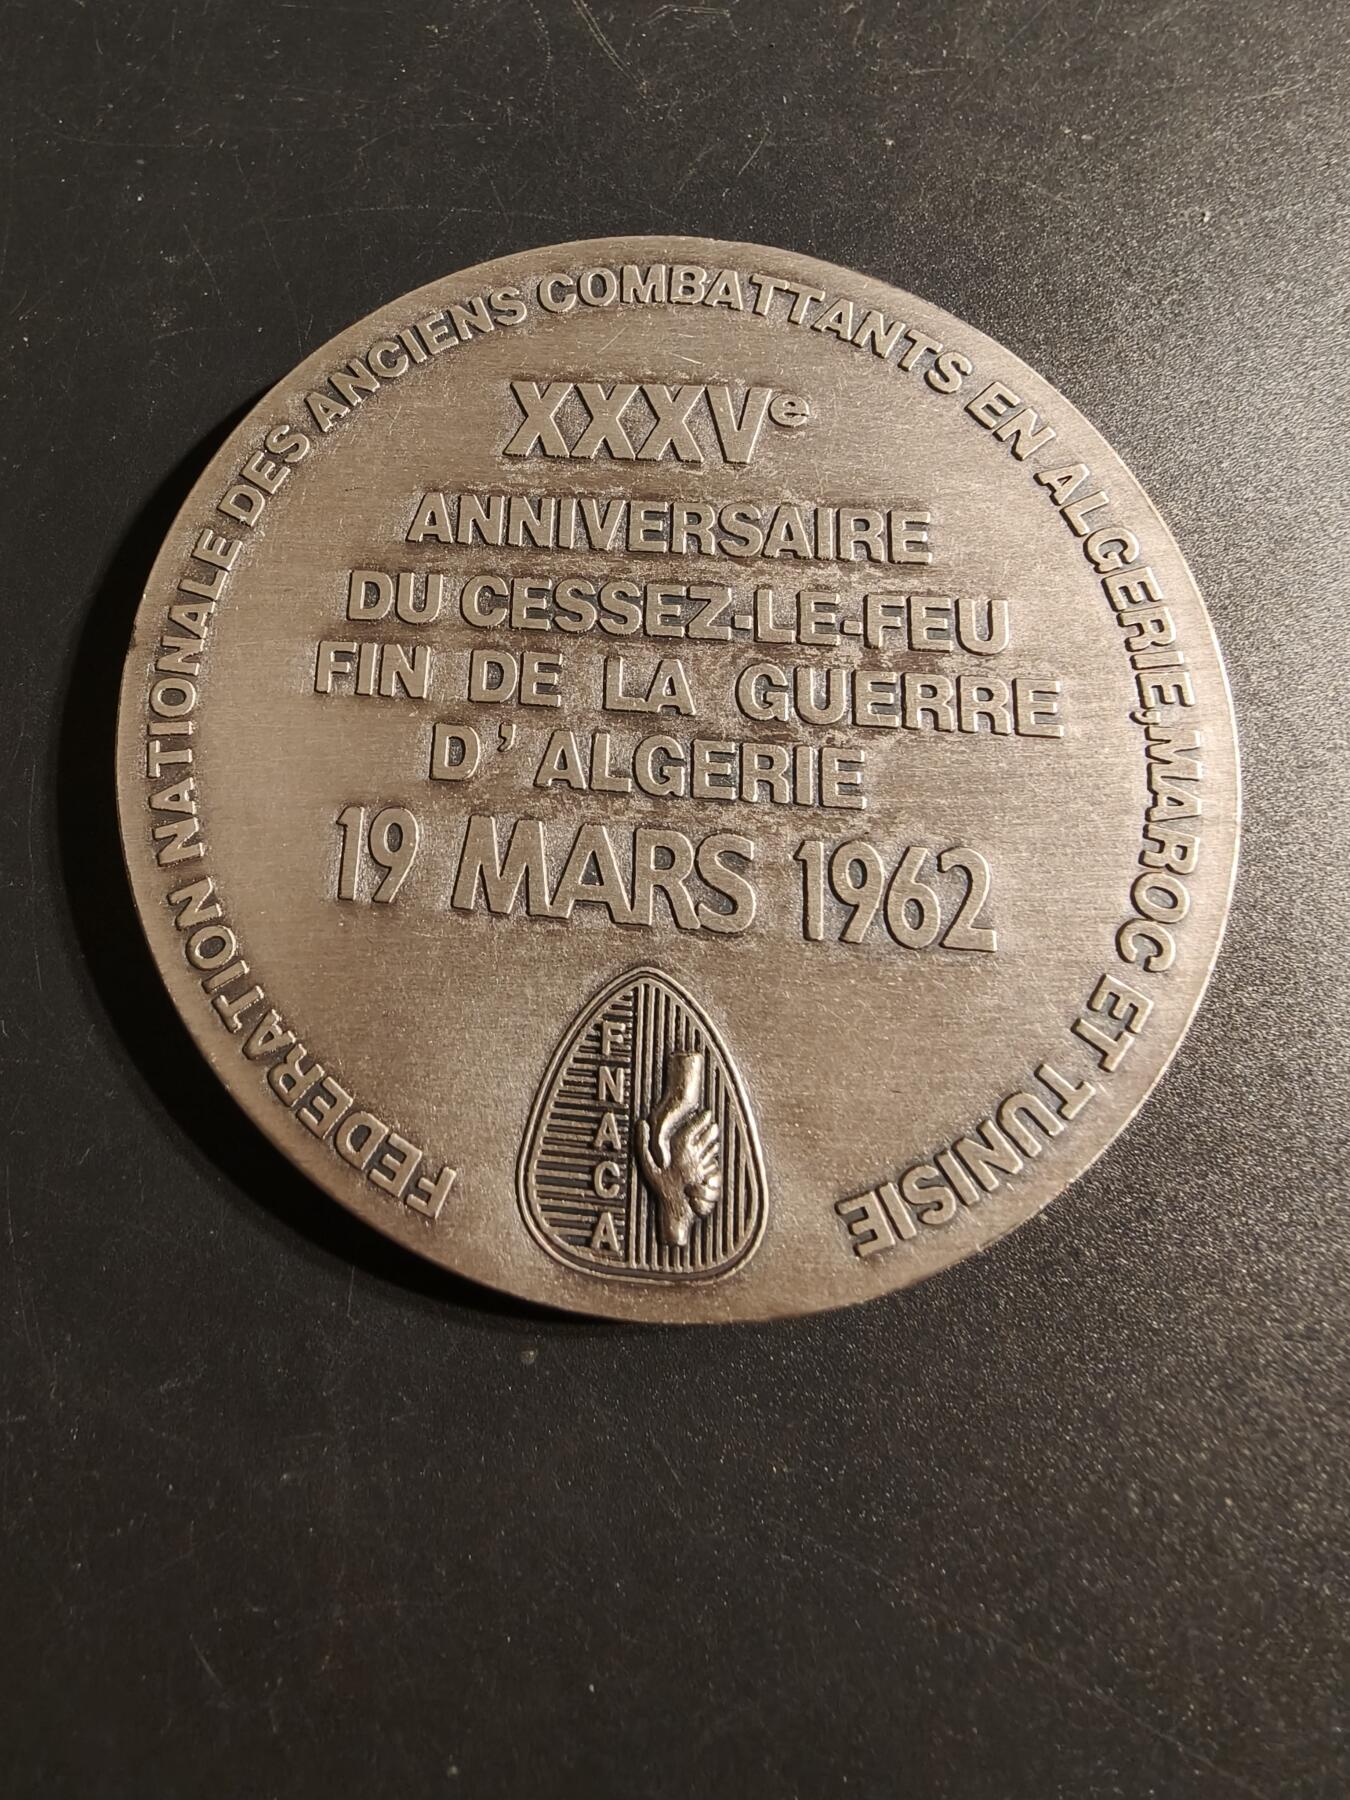 FEDERATION NATIONALE DES ANCIENS COMBATTANTS EN ALGERIE, MAROC ET TUNISIE
XXXVe
ANNIVERSAIRE
DU CESSEZ-LE-FEU
FIN DE LA GUERRE
D'ALGERIE
19 MARS 1962
FNACA